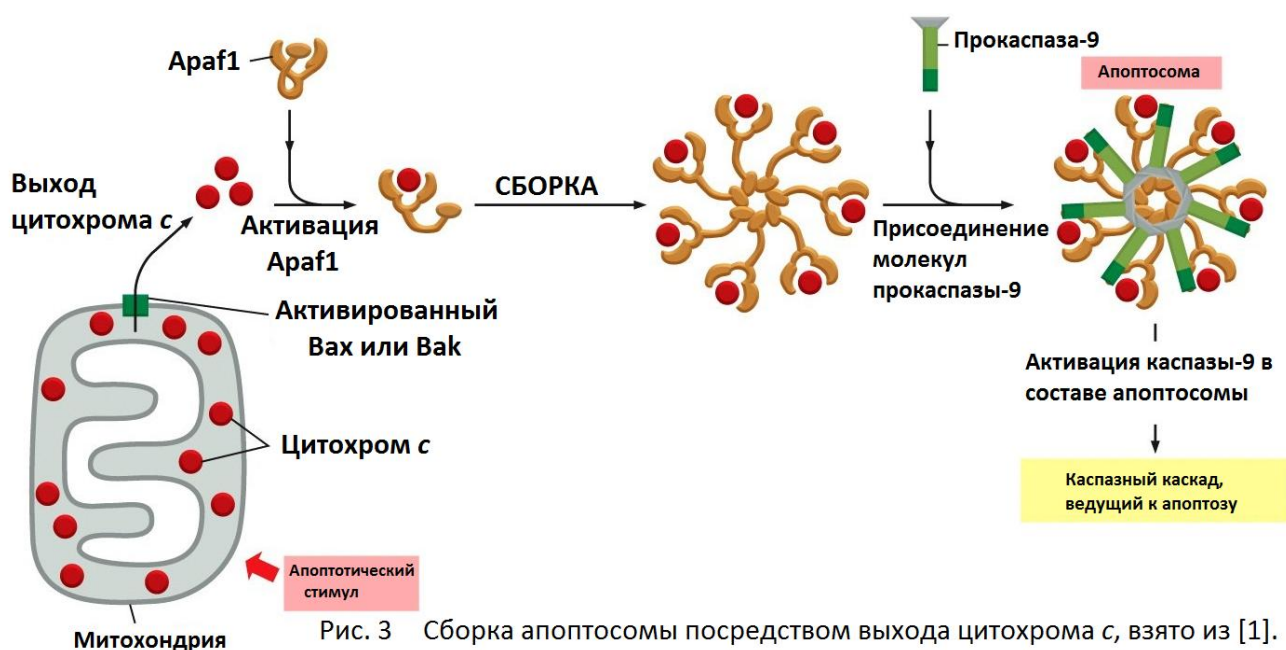 Apaf1
Прокаспаза-9
Апоптосома
Выход
цитохрома с
Активация
Apaf1
СБОРКА
Присоединение
молекул
прокаспазы-9
Активированный
Bax или Bak
Активация каспазы-9 в
составе апоптосомы
Цитохром с
Каспазный каскад,
ведущий к апоптозу
Апоптотический
стимул
Митохондрия
Рис. 3 Сборка апоптосомы посредством выхода цитохрома с, взято из [1].